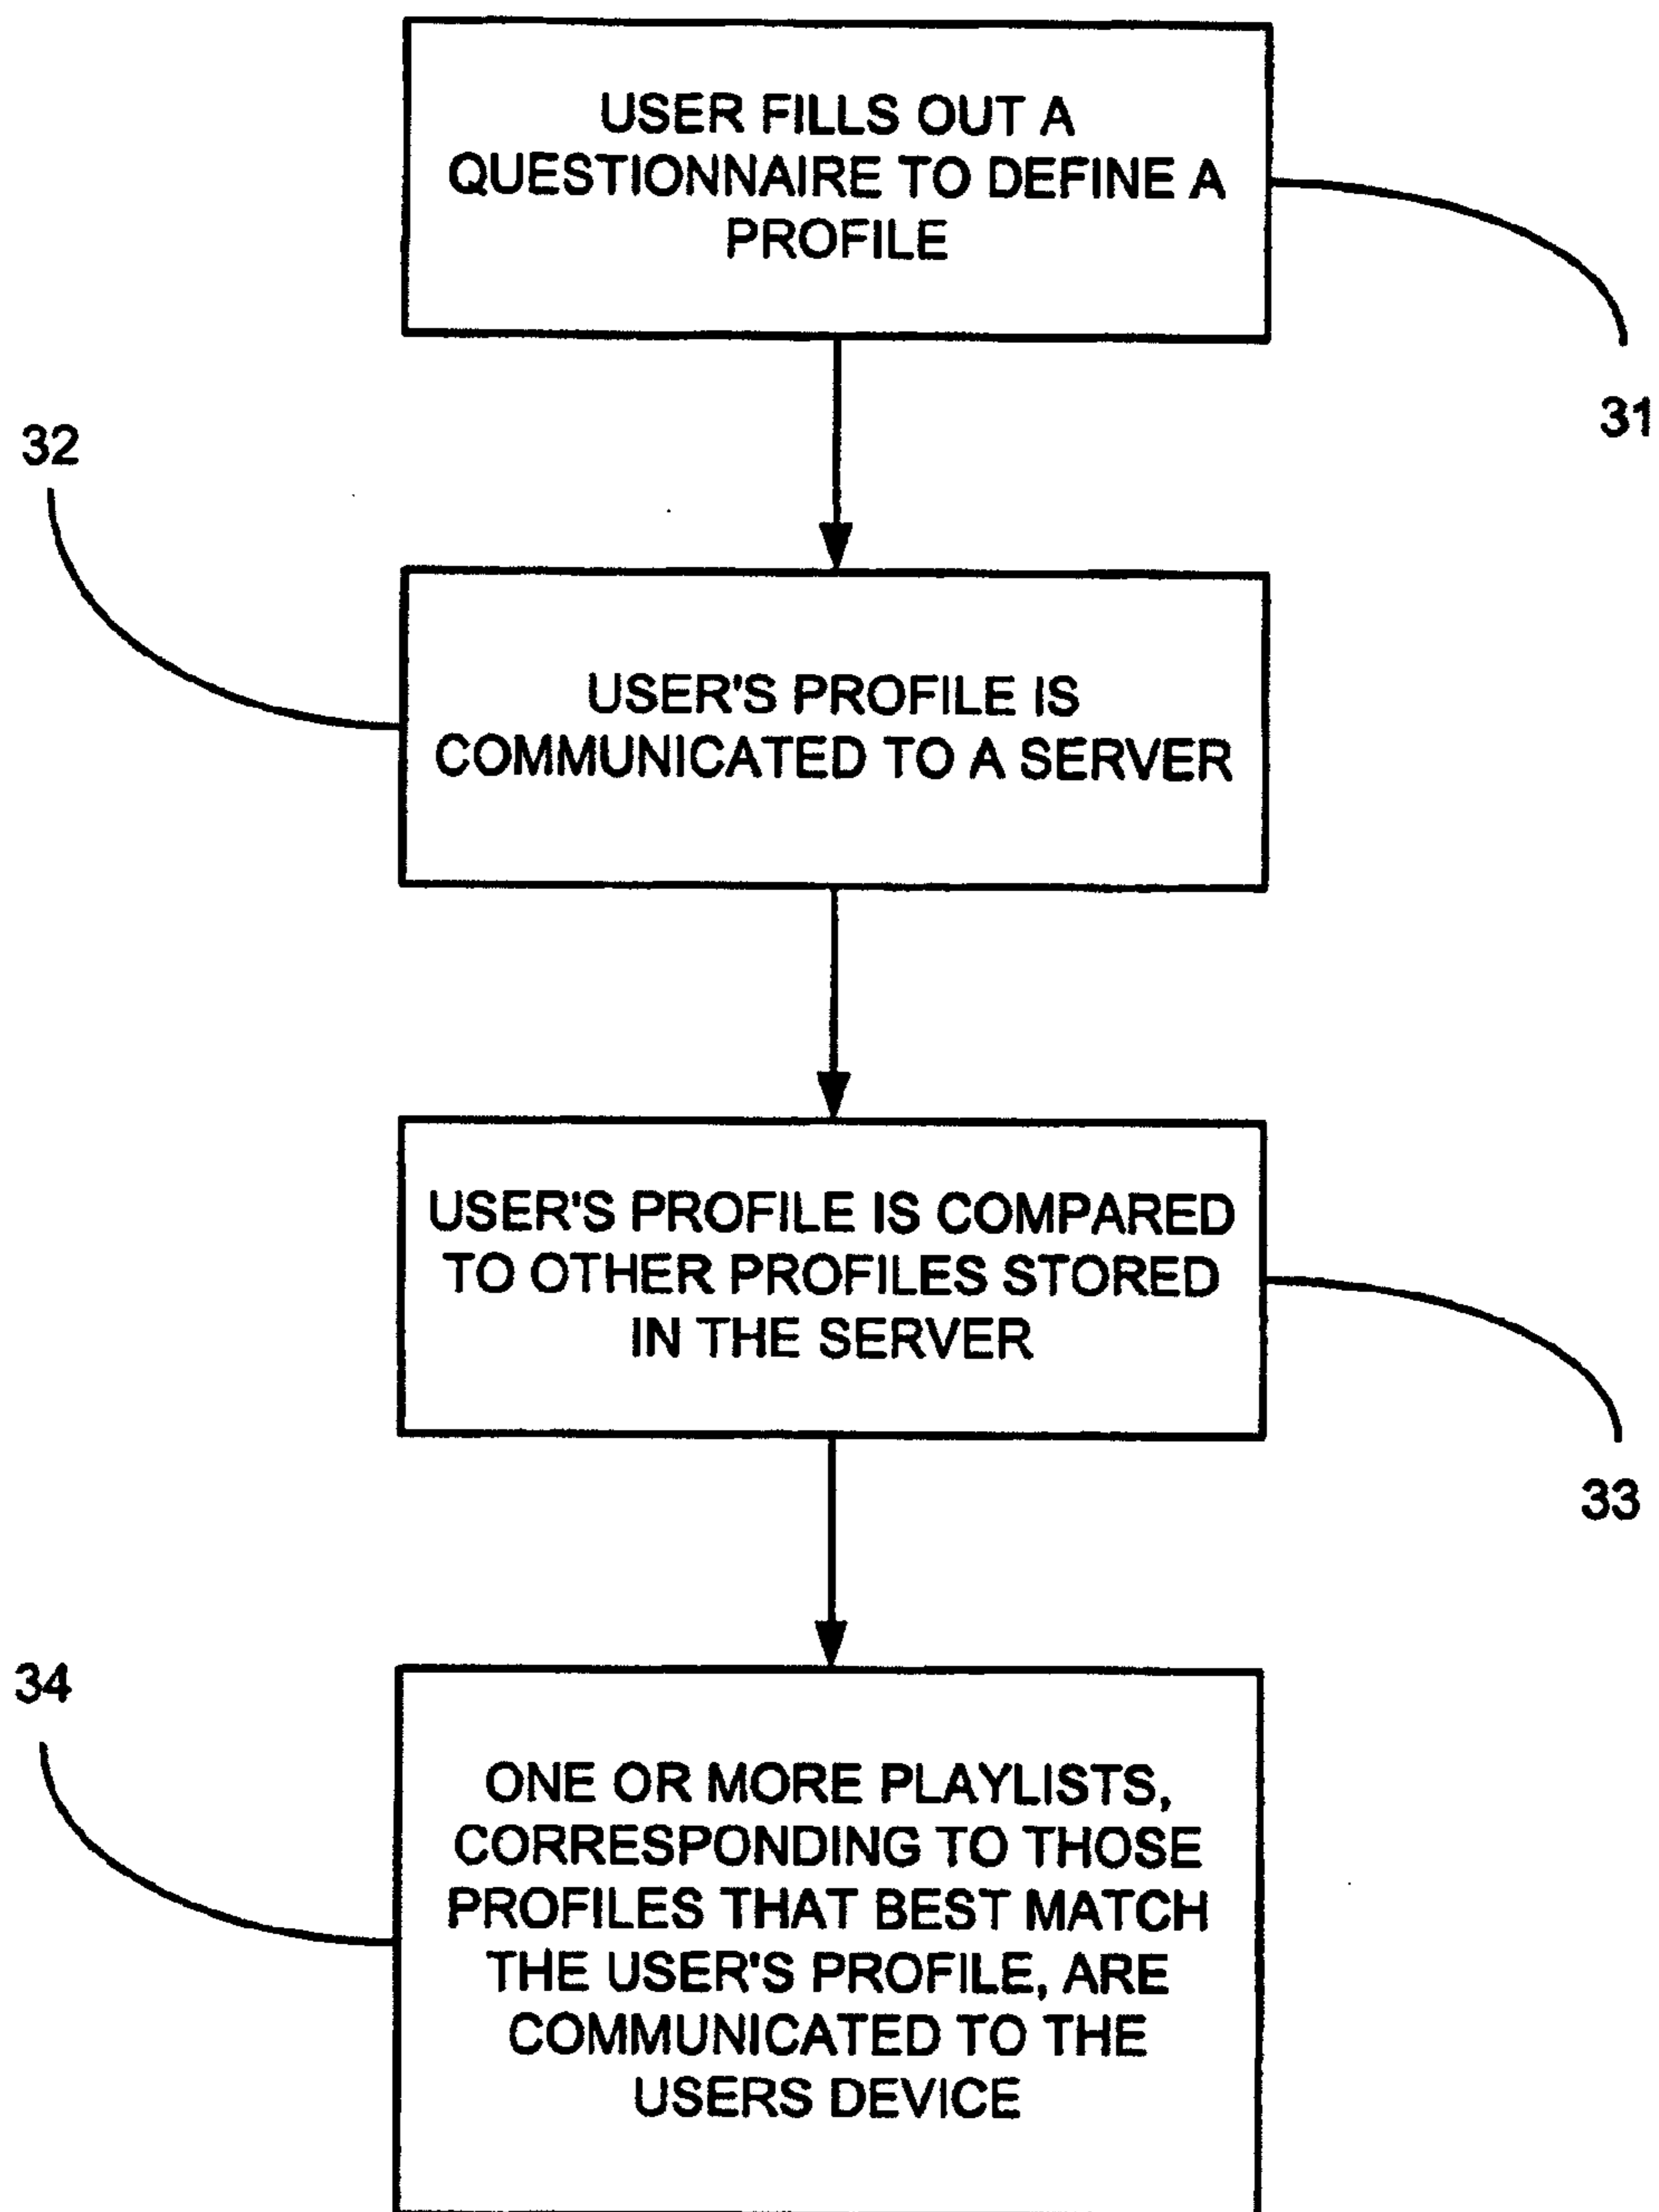 USER FILLS OUT A
QUESTIONNAIRE TO DEFINE A
PROFILE
31
32
USER'S PROFILE IS
COMMUNICATED TO A SERVER
USER'S PROFILE IS COMPARED
TO OTHER PROFILES STORED
IN THE SERVER
33
34
ONE OR MORE PLAYLISTS,
CORRESPONDING TO THOSE
PROFILES THAT BEST MATCH
THE USER'S PROFILE, ARE
COMMUNICATED TO THE
USERS DEVICE